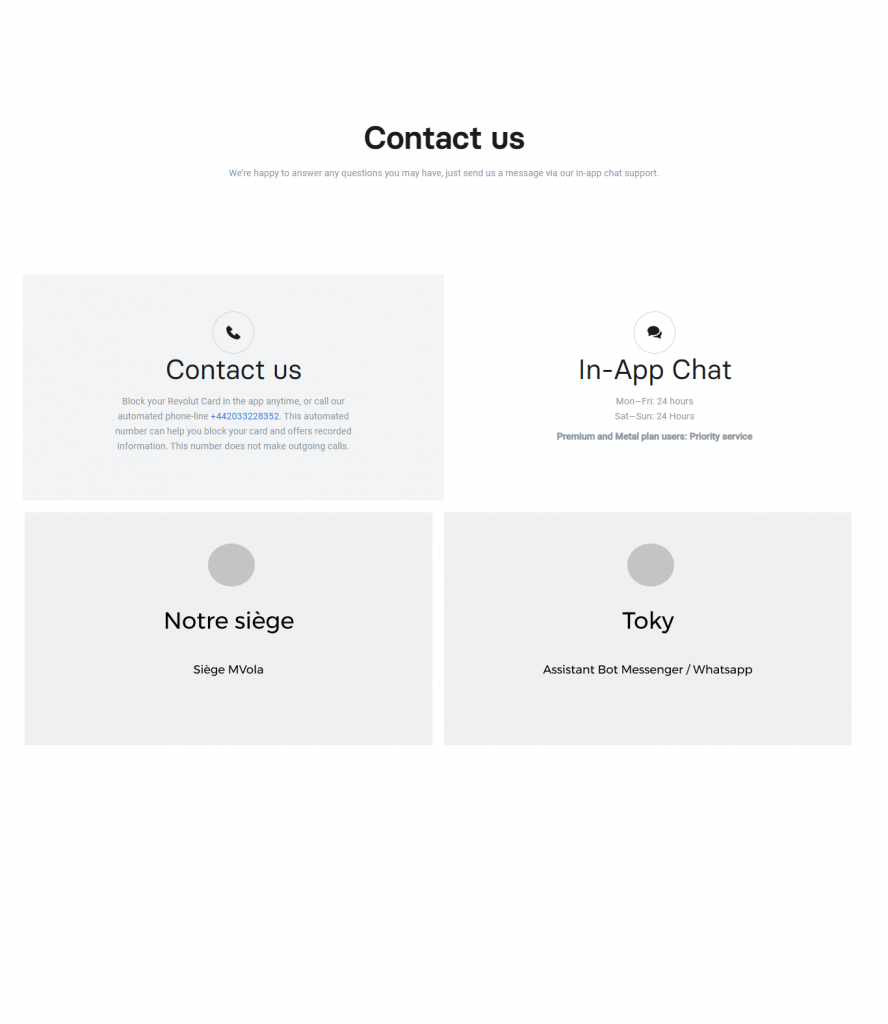 Contact us
We're happy to answer any questions you may have, just send us a message via our in-app chat support.
Contact us
Block your Revolut Card in the app anytime, or call our
automated phone-line +442033228352. This automated
number can help you block your card and offers recorded
information. This number does not make outgoing calls.
In-App Chat
Mon—Fri: 24 hours
Sat—Sun: 24 Hours
Premium and Metal plan users: Priority service
Notre siège
Siège MVola
Toky
Assistant Bot Messenger / Whatsapp